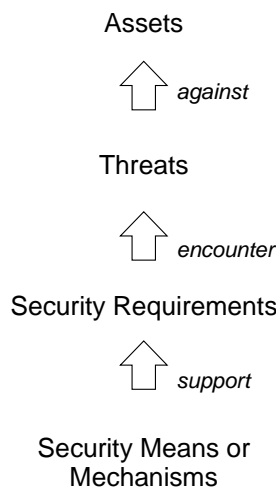 Assets
against
Threats
encounter
Security Requirements
support
Security Means or
Mechanisms